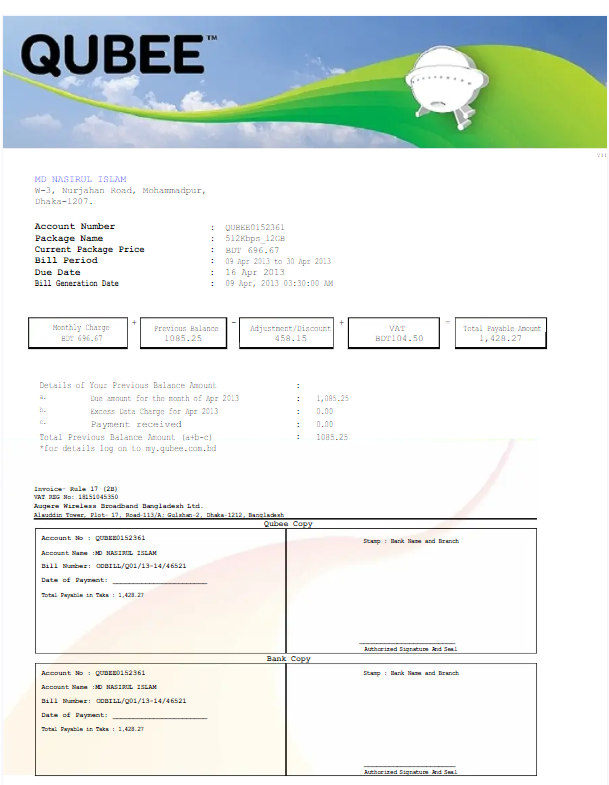 QUBEE™
MD NASIRUL ISLAM
W-3, Nurjahan Road, Mohammadpur,
Dhaka-1207.
Account Number : QUBEE0152361
Package Name : 512Kbps_12GB
Current Package Price : BDT 696.67
Bill Period : 09 Apr 2013 to 30 Apr 2013
Due Date : 16 Apr 2013
Bill Generation Date : 09 Apr, 2013 03:30:00 AM
Monthly Charge + Previous Balance - Adjustment/Discount + VAT = Total Payable Amount
BDT 696.67 1085.25 458.15 BDT104.50 1,428.27
Details of Your Previous Balance Amount :
a. Due amount for the month of Apr 2013 : 1,085.25
b. Excess Data Charge for Apr 2013 : 0.00
c. Payment received : 0.00
Total Previous Balance Amount (a+b-c) : 1085.25
*for details log on to my.qubee.com.bd
Invoice- Rule 17 (2B)
VAT REG No: 18151045350
Augere Wireless Broadband Bangladesh Ltd.
Alauddin Tower, Plot- 17, Road-113/A; Gulshan-2, Dhaka-1212, Bangladesh
Qubee Copy
Account No : QUBEE0152361
Stamp : Bank Name and Branch
Account Name :MD NASIRUL ISLAM
Bill Number: ODBILL/Q01/13-14/46521
Date of Payment: ________________________
Total Payable in Taka : 1,428.27
Authorized Signature And Seal
Bank Copy
Account No : QUBEE0152361
Stamp : Bank Name and Branch
Account Name :MD NASIRUL ISLAM
Bill Number: ODBILL/Q01/13-14/46521
Date of Payment: ________________________
Total Payable in Taka : 1,428.27
Authorized Signature And Seal